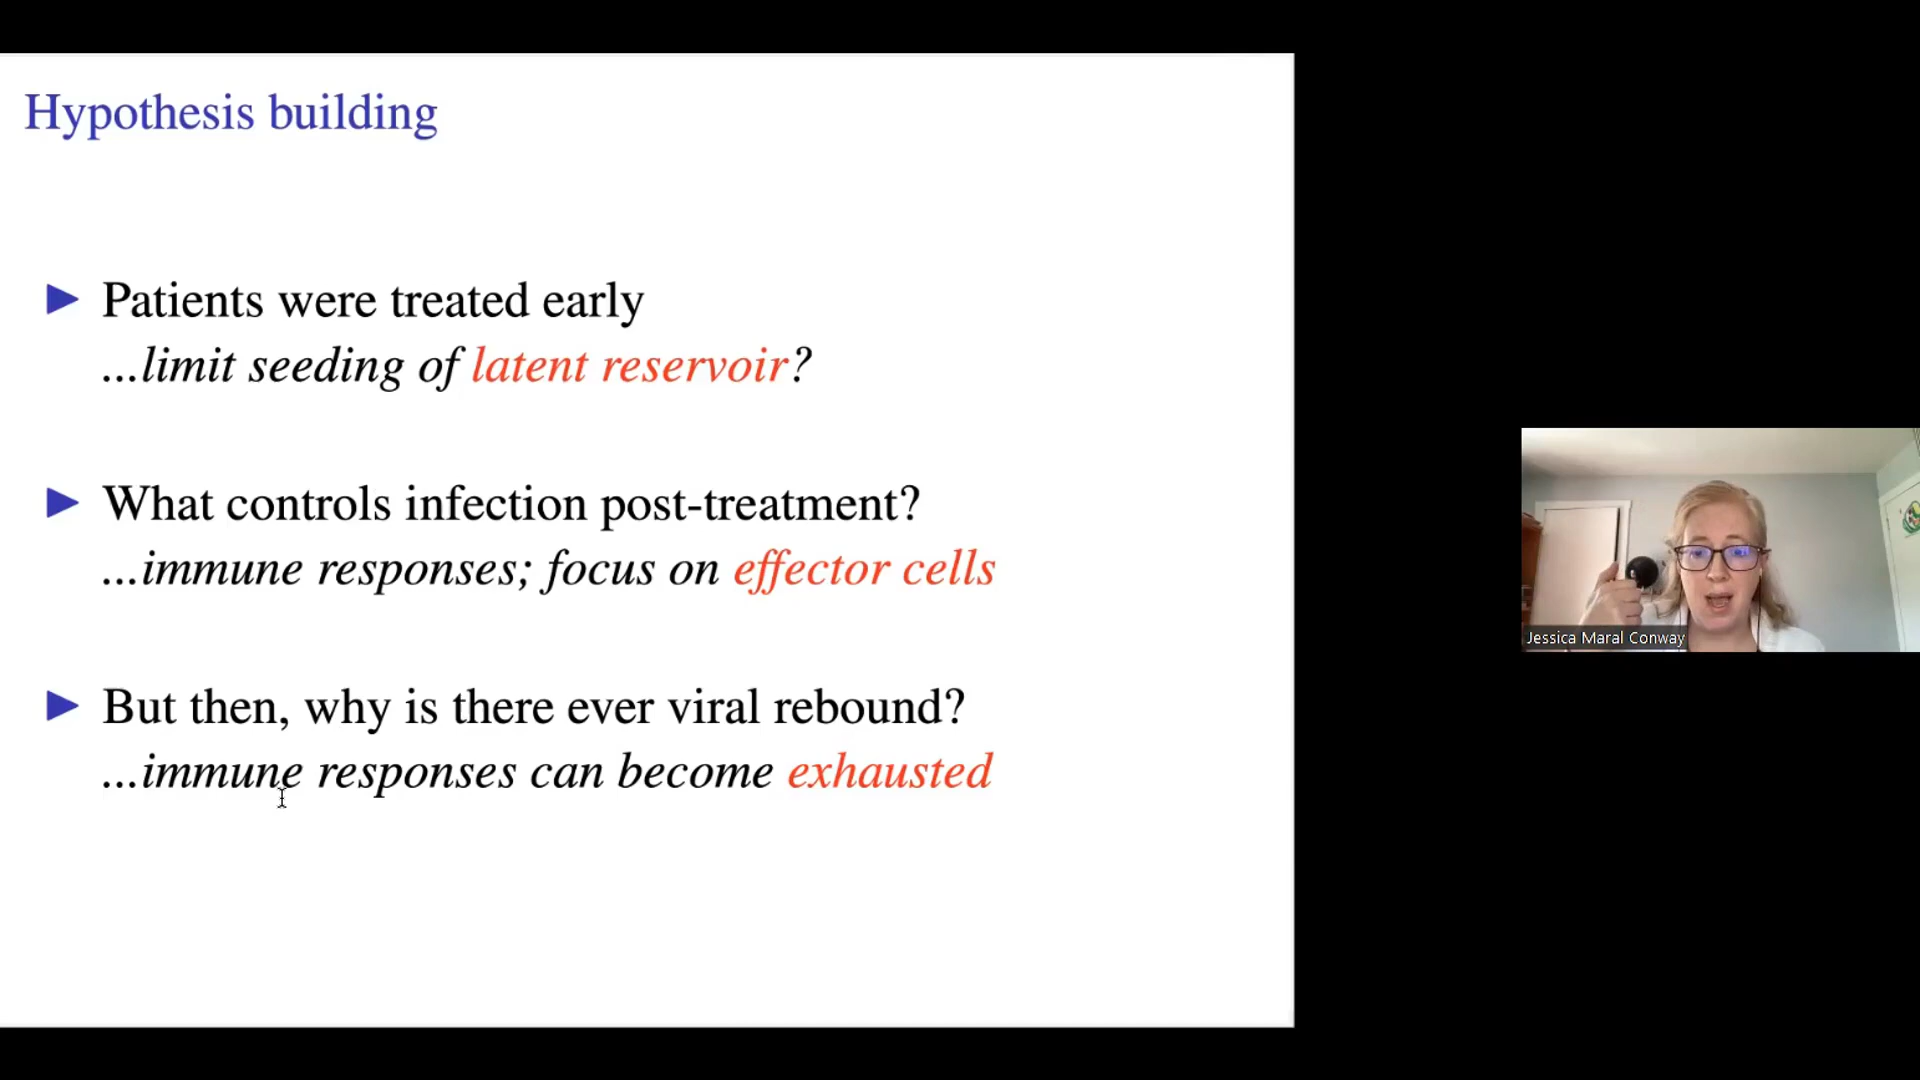 Hypothesis building
Patients were treated early
...limit seeding of latent reservoir?
What controls infection post-treatment?
...immune responses; focus on effector cells
But then, why is there ever viral rebound?
...immune responses can become exhausted
Jessica Maral Conway